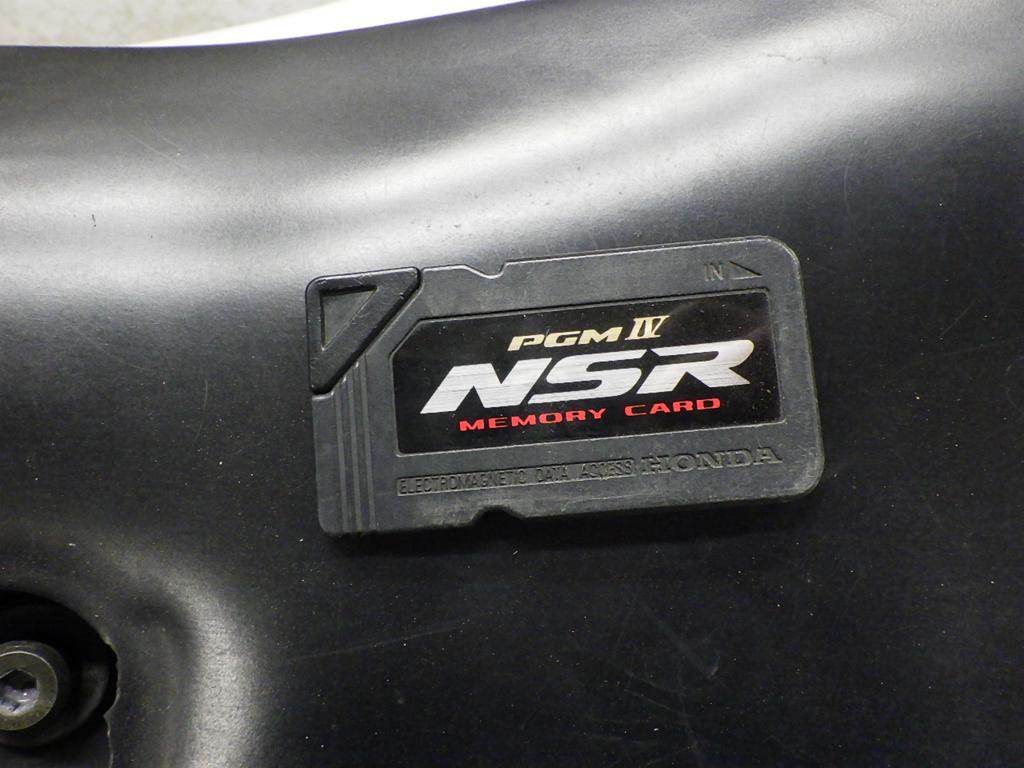 IN
PGM IV
NSR
MEMORY CARD
ELECTROMAGNETIC DATA ACCESS HONDA